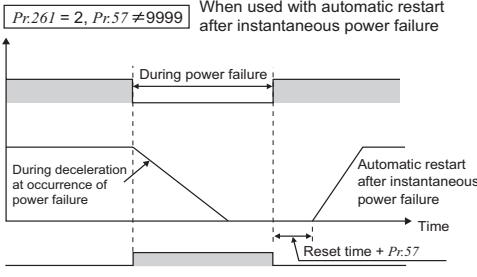 Pr.261 = 2, Pr.57 ≠9999
When used with automatic restart
after instantaneous power failure
During power failure
During deceleration
at occurrence of
power failure
Automatic restart
after instantaneous
power failure
Time
Reset time + Pr.57